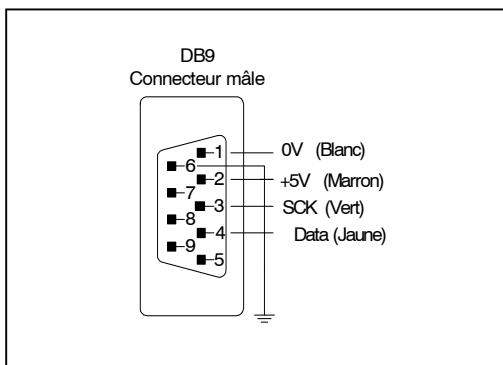 DB9
Connecteur mâle
1 0V (Blanc)
6
2 +5V (Marron)
7
3 SCK (Vert)
8
4 Data (Jaune)
9
5